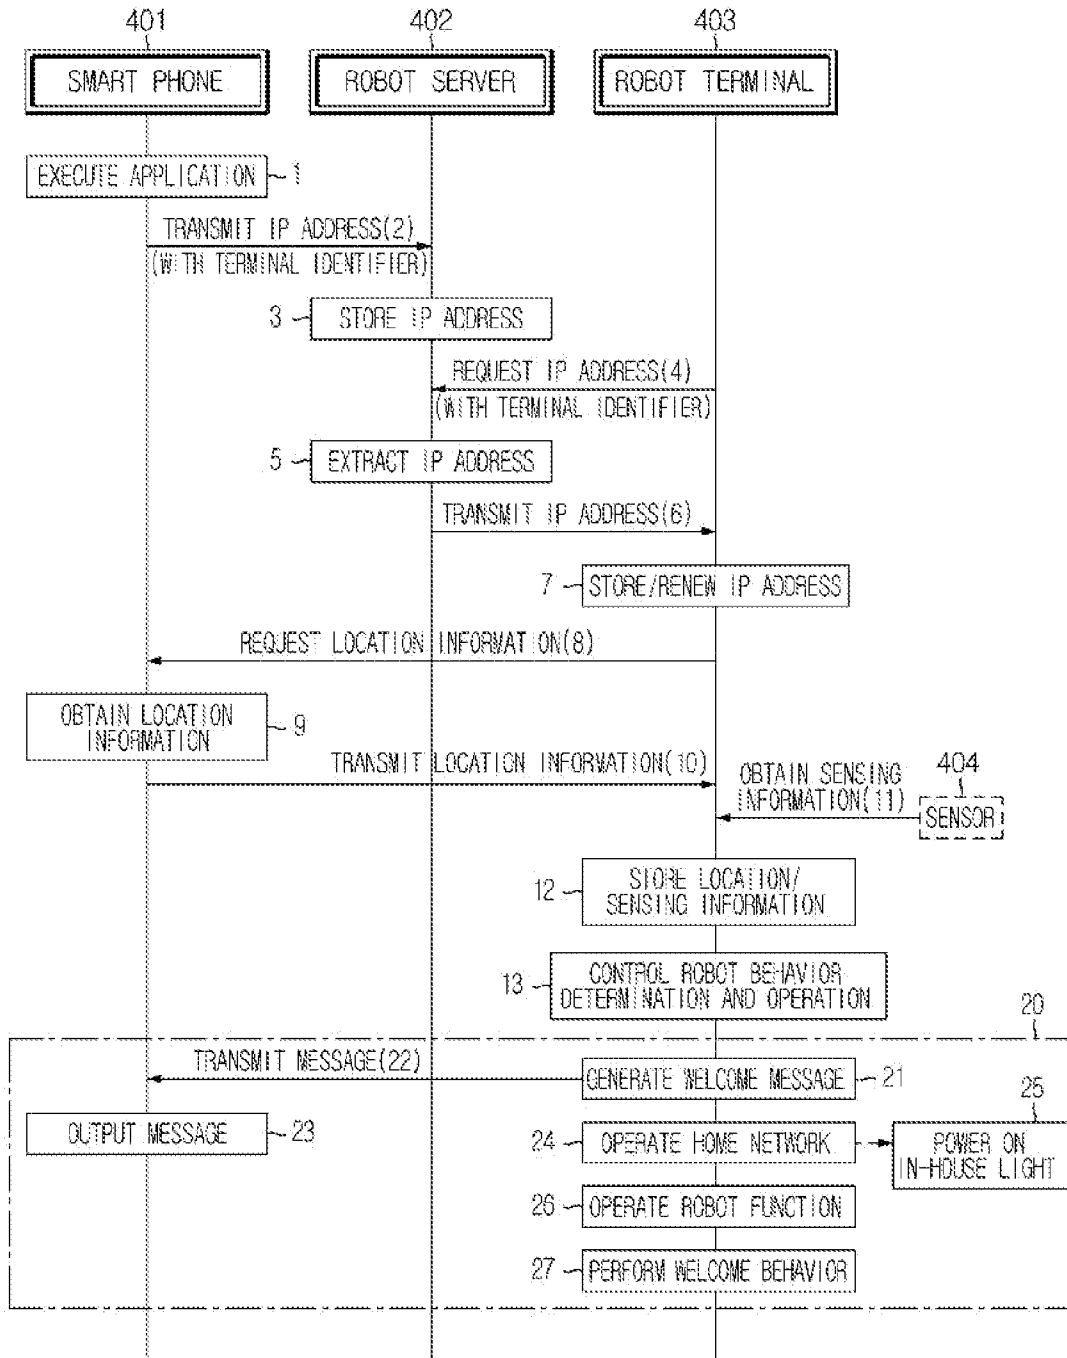 401
402
403
SMART PHONE
ROBOT SERVER
ROBOT TERMINAL
EXECUTE APPLICATION
1
TRANSMIT IP ADDRESS(2)
(WITH TERMINAL IDENTIFIER)
3
STORE IP ADDRESS
REQUEST IP ADDRESS(4)
(WITH TERMINAL IDENTIFIER)
5
EXTRACT IP ADDRESS
TRANSMIT IP ADDRESS(6)
7
STORE/RENEW IP ADDRESS
REQUEST LOCATION INFORMATION(8)
OBTAIN LOCATION
INFORMATION
9
TRANSMIT LOCATION INFORMATION(10)
OBTAIN SENSING
INFORMATION(11)
404
SENSOR
12
STORE LOCATION/
SENSING INFORMATION
13
CONTROL ROBOT BEHAVIOR
DETERMINATION AND OPERATION
20
TRANSMIT MESSAGE(22)
GENERATE WELCOME MESSAGE
21
OUTPUT MESSAGE
23
24
OPERATE HOME NETWORK
25
POWER ON
IN-HOUSE LIGHT
26
OPERATE ROBOT FUNCTION
27
PERFORM WELCOME BEHAVIOR